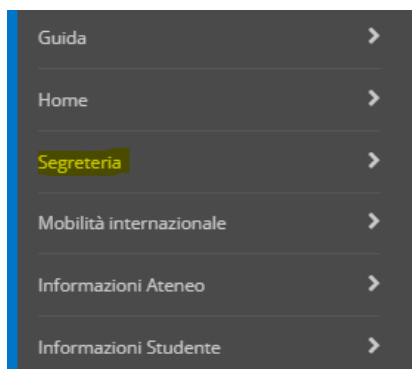 Guida
Home
Segreteria
Mobilità internazionale
Informazioni Ateneo
Informazioni Studente